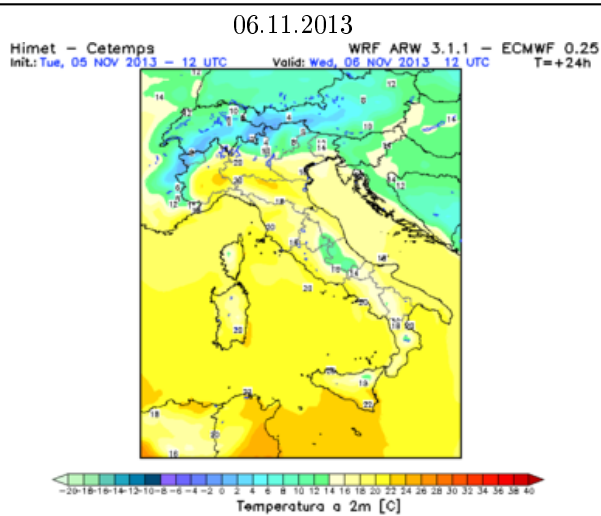 06.11.2013
Himet – Cetemps WRF ARW 3.1.1 – ECMWF 0.25
Init.: Tue, 05 NOV 2013 – 12 UTC Valid: Wed, 06 NOV 2013 12 UTC T=+24h
-20 -18 -16 -14 -12 -10 -8 -6 -4 -2 0 2 4 6 8 10 12 14 16 18 20 22 24 26 28 30 32 34 36 38 40
Temperatura a 2m [C]